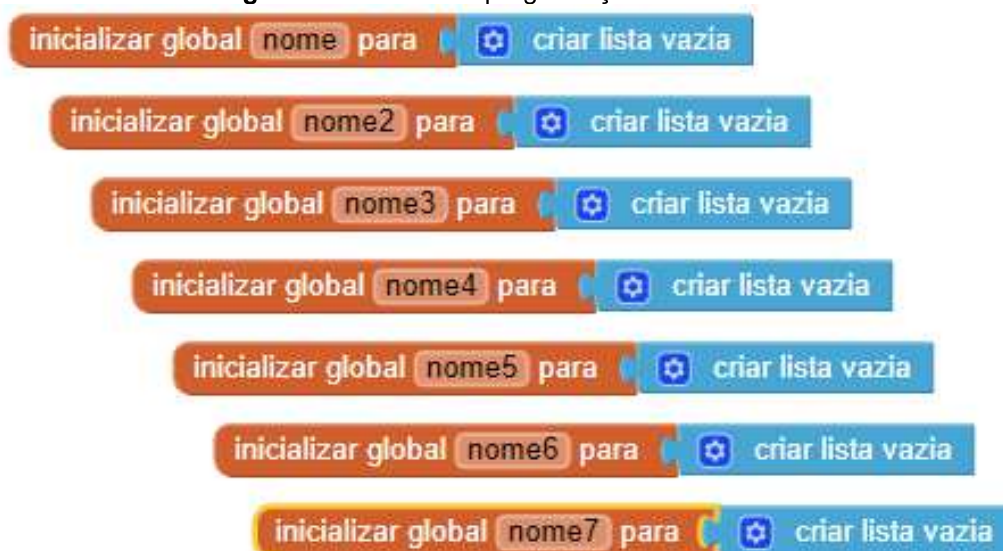 inicializar global nome para criar lista vazia
inicializar global nome2 para criar lista vazia
inicializar global nome3 para criar lista vazia
inicializar global nome4 para criar lista vazia
inicializar global nome5 para criar lista vazia
inicializar global nome6 para criar lista vazia
inicializar global nome7 para criar lista vazia